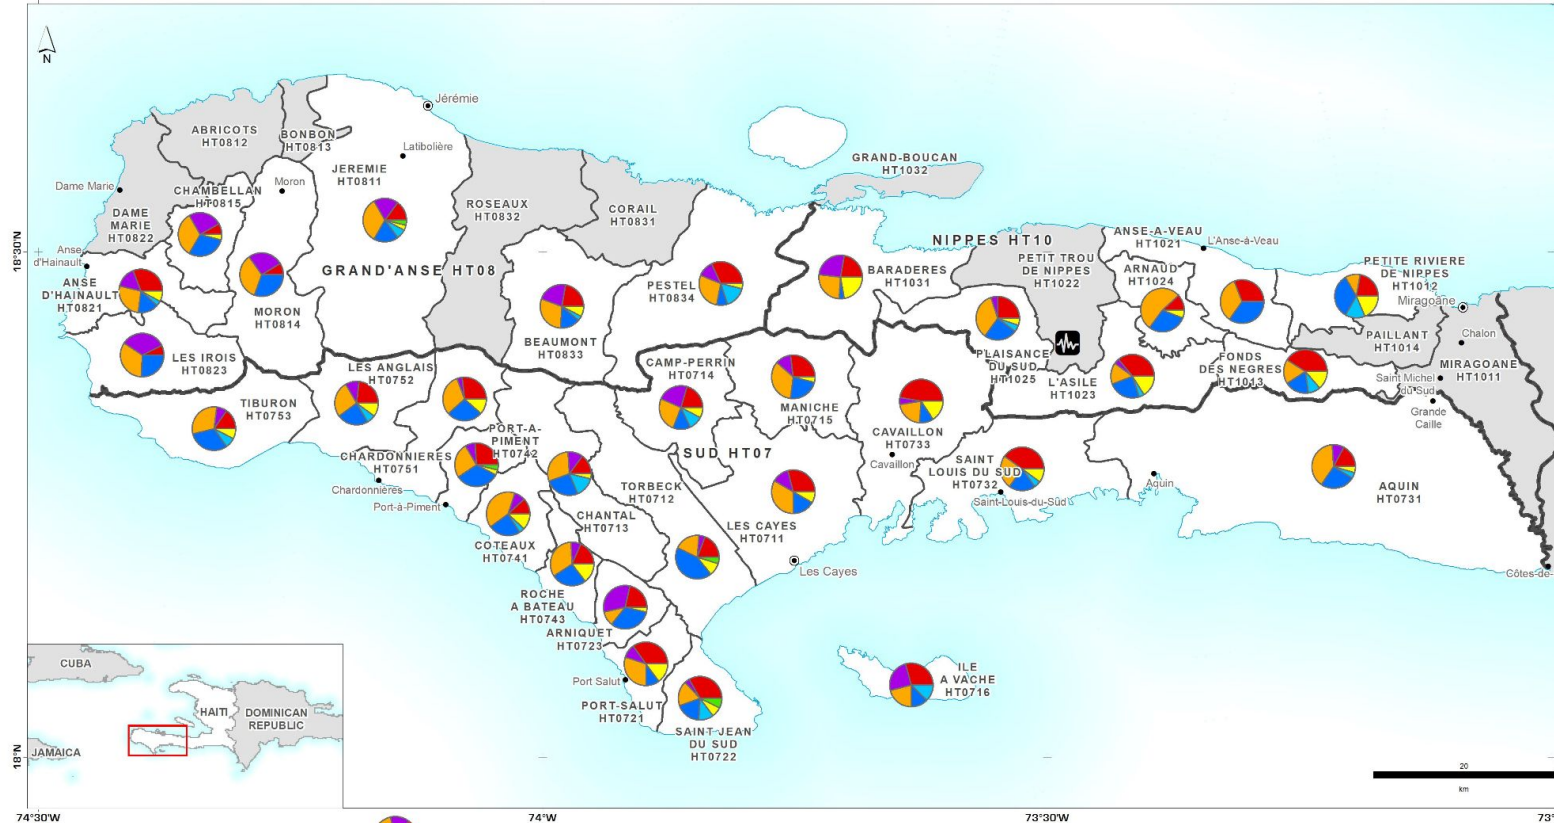 N
Jérémie
ABRICOTS
HT0812
BONBON
HT0813
Latibolière
JEREMIE
HT0811
GRAND-BOUCAN
HT1032
Dame Marie
CHAMBELLAN
HT0815
Moron
ROSEAUX
HT0832
CORAIL
HT0831
DAME
MARIE
HT0822
NIPPES HT10
ANSE-A-VEAU
HT1021
L'Anse-à-Veau
Anse
d'Hainault
18°30'N
GRAND'ANSE HT08
PESTEL
HT0834
BARADERES
HT1031
PETIT TROU
DE NIPPES
HT1022
ARNAUD
HT1024
PETITE RIVIERE
DE NIPPES
HT1012
Miragoâne
ANSE
D'HAINAULT
HT0821
MORON
HT0814
BEAUMONT
HT0833
PAILLANT
HT1014
Chalon
LES IROIS
HT0823
LES ANGLAIS
HT0752
CAMP-PERRIN
HT0714
PLAISANCE
DU SUD
HT1025
L'ASILE
HT1023
FONDS
DES NEGRES
HT1013
MIRAGOANE
HT1011
Saint Michel
du Sud
TIBURON
HT0753
MANICHE
HT0715
Grande
Caille
PORT-A-
PIMENT
HT0742
CAVAILLON
HT0733
CHARDONNIERES
HT0751
SUD HT07
Cavaillon
SAINT
LOUIS DU SUD
HT0732
Chardonnières
TORBECK
HT0712
Aquin
AQUIN
HT0731
Port-à-Piment
CHANTAL
HT0713
LES CAYES
HT0711
Saint-Louis-du-Sûd
COTEAUX
HT0741
Les Cayes
Côtes-de-
ROCHE
A BATEAU
HT0743
ARNIQUET
HT0723
Port Salut
PORT-SALUT
HT0721
ILE
A VACHE
HT0716
SAINT JEAN
DU SUD
HT0722
CUBA
HAITI
DOMINICAN
REPUBLIC
JAMAICA
18°N
20
km
74°30'W
74°W
73°30'W
73°